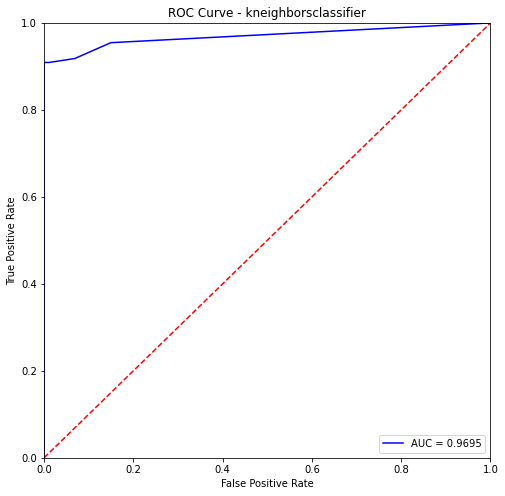 ROC Curve - kneighborsclassifier
True Positive Rate
1.0
0.8
0.6
0.4
0.2
0.0
AUC = 0.9695
0.0 0.2 0.4 0.6 0.8 1.0
False Positive Rate